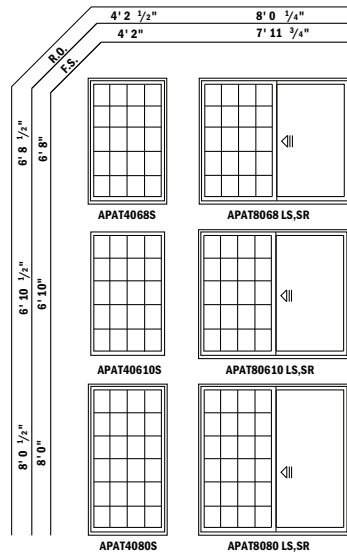 4' 2 1/2" 8' 0 1/4"
4' 2" 7' 11 3/4"
R.O.
F.S.
6' 8 1/2" 6' 8"
APAT4068S APAT8068 LS,SR
6' 10 1/2" 6' 10"
APAT40610S APAT80610 LS,SR
8' 0 1/2" 8' 0"
APAT4080S APAT8080 LS,SR